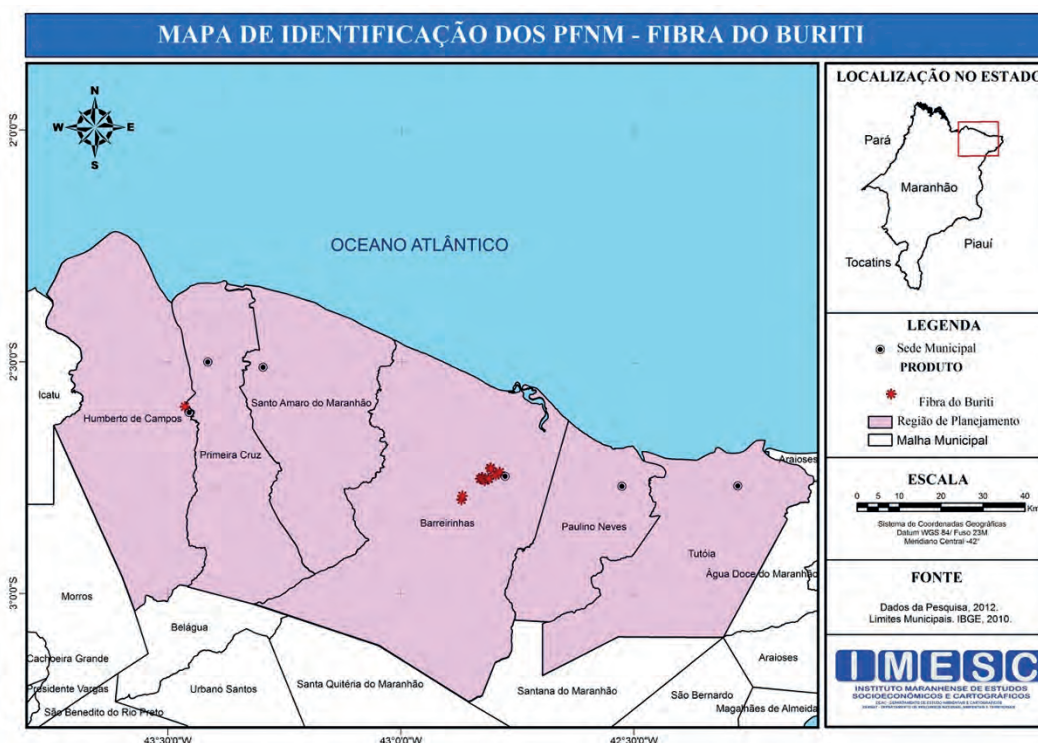 MAPA DE IDENTIFICAÇÃO DOS PFNM - FIBRA DO BURITI
N
W
E
S
2°0'0"S
2°30'0"S
3°0'0"S
OCEANO ATLÂNTICO
Icatu
Humberto de Campos
Primeira Cruz
Santo Amaro do Maranhão
Barreirinhas
Paulino Neves
Tutóia
Araioses
Água Doce do Maranhão
Morros
Belágua
Cachoeira Grande
Presidente Vargas
São Benedito do Rio Preto
Urbano Santos
Santa Quitéria do Maranhão
Santana do Maranhão
São Bernardo
Araioses
Magalhães de Almeida
43°30'0"W
43°0'0"W
42°30'0"W
LOCALIZAÇÃO NO ESTADO
Pará
Maranhão
Piauí
Tocatins
LEGENDA
Sede Municipal
PRODUTO
Fibra do Buriti
Região de Planejamento
Malha Municipal
ESCALA
0 5 10 20 30 40
Km
Sistema de Coordenadas Geográficas
Datum WGS 84/ Fuso 23M
Meridiano Central -42°
FONTE
Dados da Pesquisa, 2012.
Limites Municipais. IBGE, 2010.
IMESC
INSTITUTO MARANHENSE DE ESTUDOS
SOCIOECONÔMICOS E CARTOGRÁFICOS